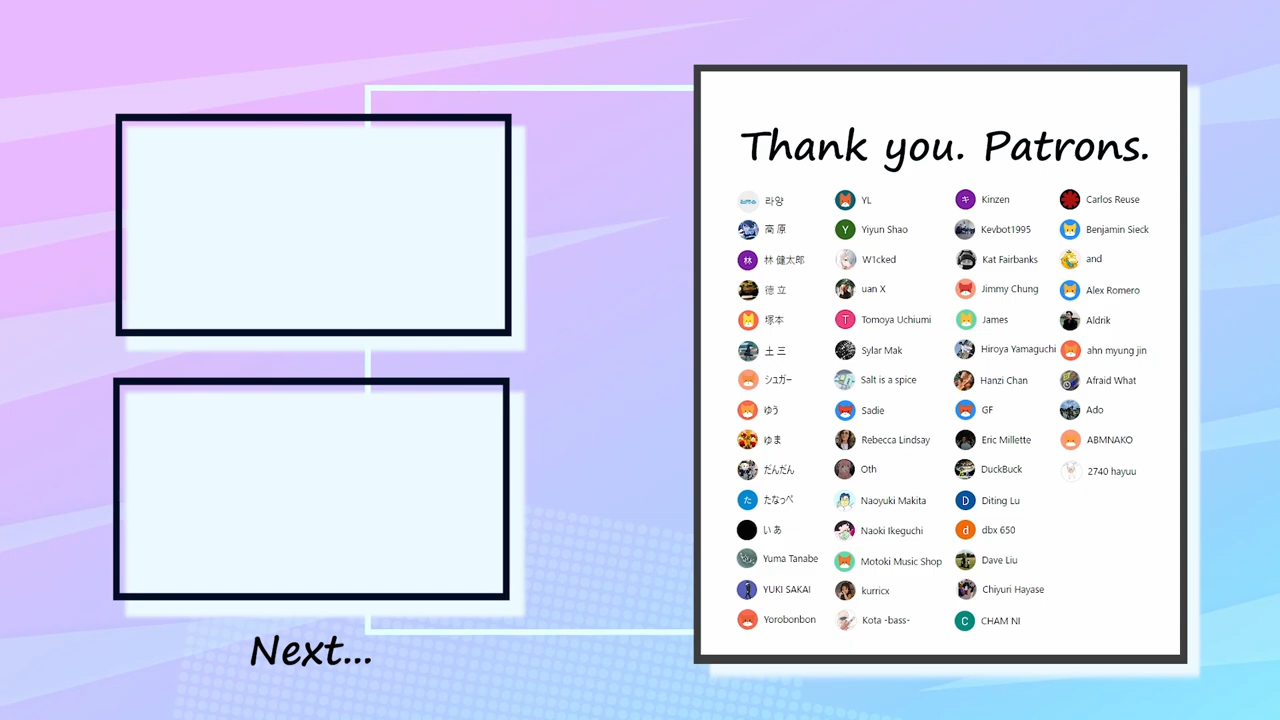 Thank you. Patrons.
라양
高 原
林 健太郎
徳 立
塚本
土 三
シュガー
ゆう
ゆま
だんだん
たなっぺ
い あ
Yuma Tanabe
YUKI SAKAI
Yorobonbon
YL
Yiyun Shao
W1cked
uan X
Tomoya Uchiumi
Sylar Mak
Salt is a spice
Sadie
Rebecca Lindsay
Oth
Naoyuki Makita
Naoki Ikeguchi
Motoki Music Shop
kurricx
Kota -bass-
Kinzen
Kevbot1995
Kat Fairbanks
Jimmy Chung
James
Hiroya Yamaguchi
Hanzi Chan
GF
Eric Millette
DuckBuck
Diting Lu
dbx 650
Dave Liu
Chiyuri Hayase
CHAM NI
Carlos Reuse
Benjamin Sieck
and
Alex Romero
Aldrik
ahn myung jin
Afraid What
Ado
ABMNAKO
2740 hayuu
林
た
Y
T
キ
D
d
C
Next...